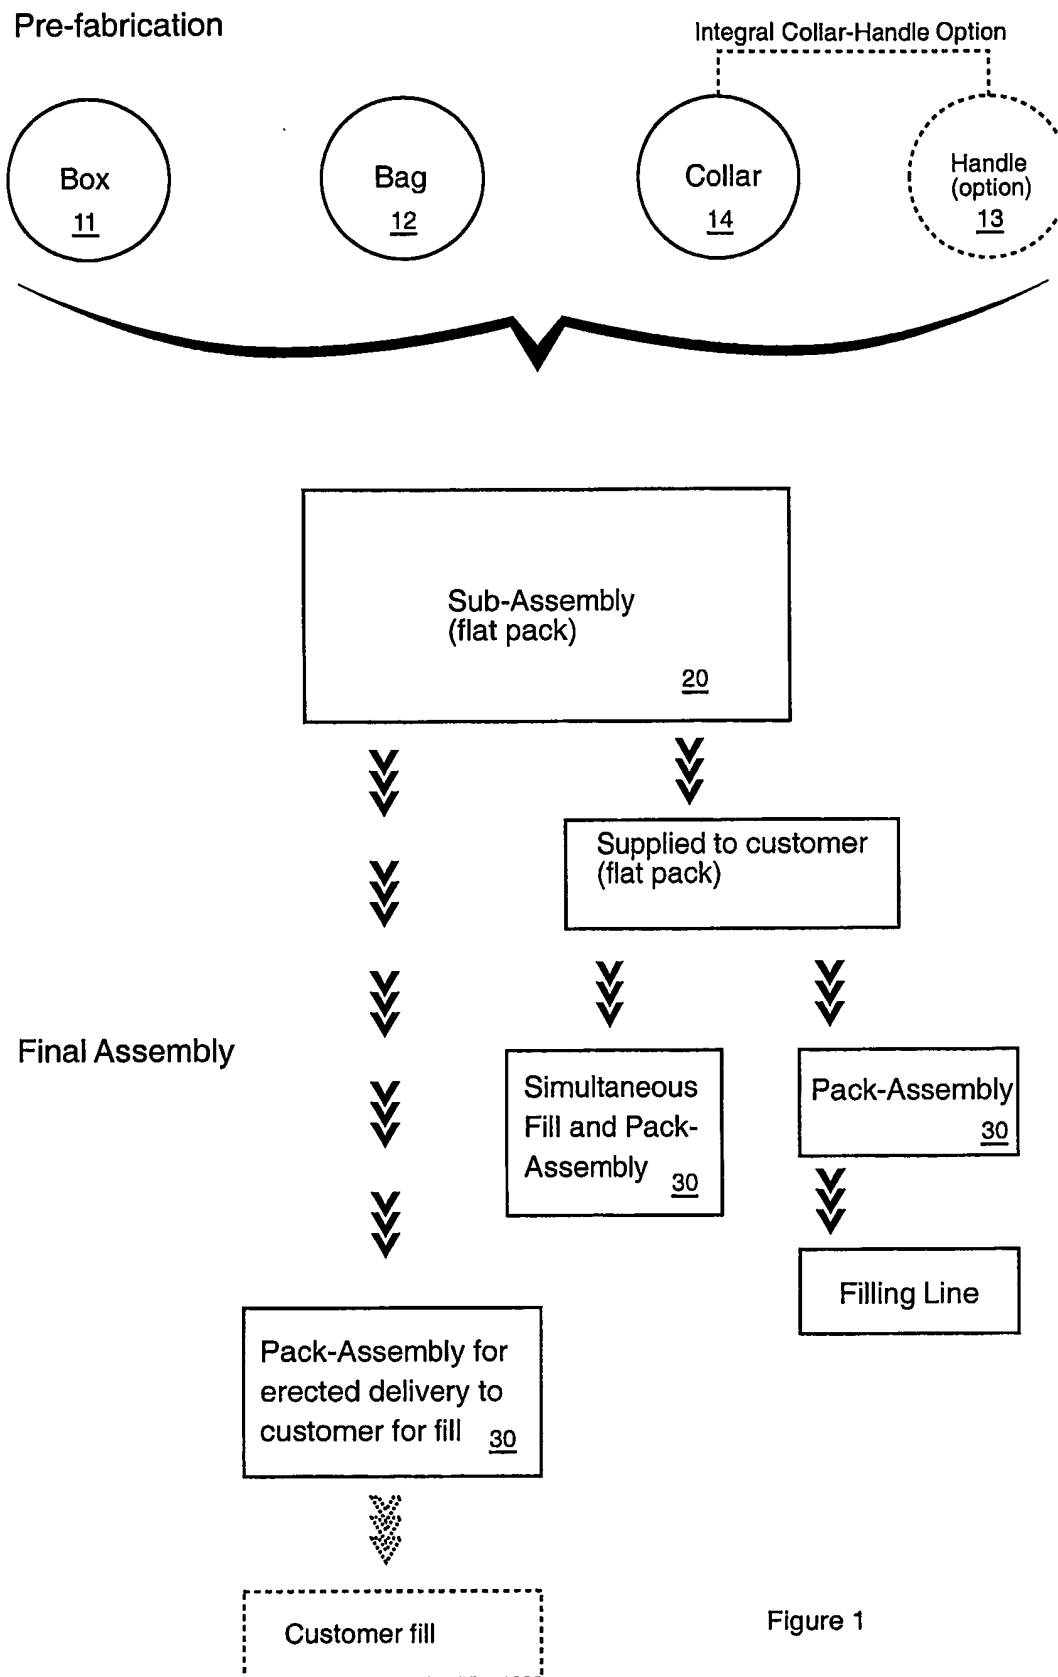 Pre-fabrication
Integral Collar-Handle Option
Box
11
Bag
12
Collar
14
Handle
(option)
13
Sub-Assembly
(flat pack)
20
Supplied to customer
(flat pack)
Final Assembly
Simultaneous
Fill and Pack-
Assembly
30
Pack-Assembly
30
Filling Line
Pack-Assembly for
erected delivery to
customer for fill
30
Customer fill
Figure 1